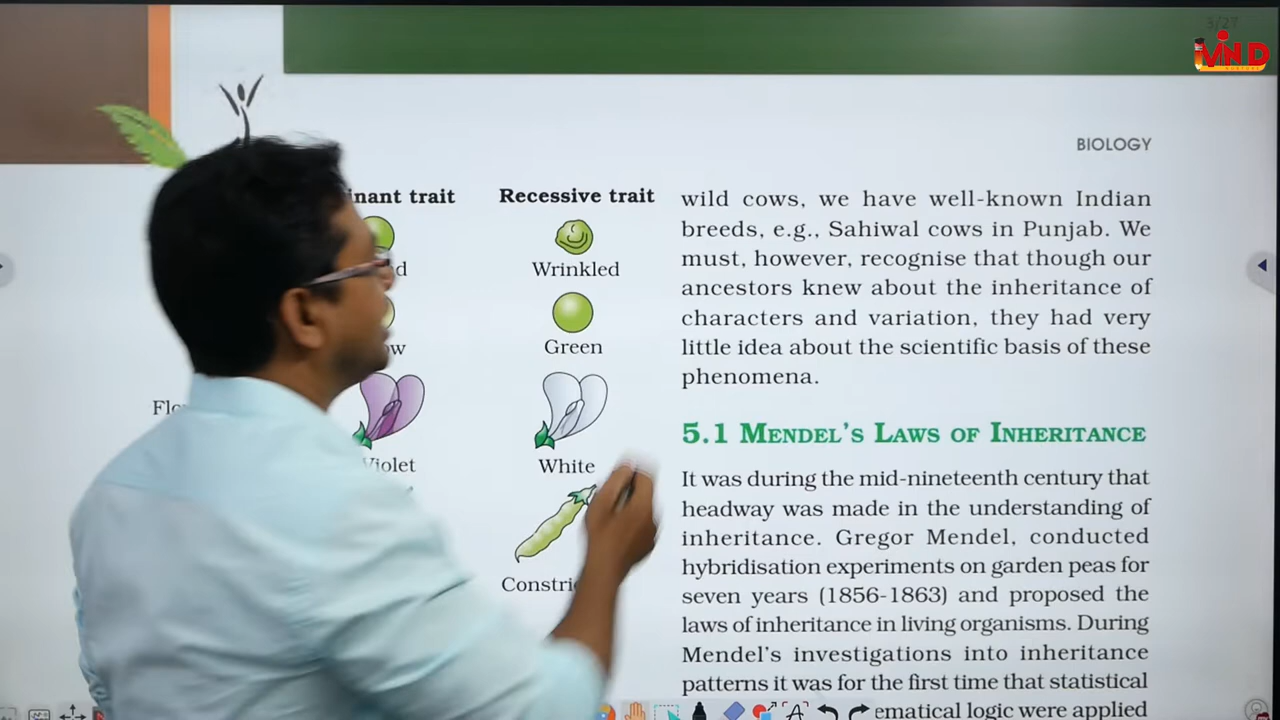 3/27
MIND
BIOLOGY
Recessive trait
trait
Wrinkled
Green
Violet
White
wild cows, we have well-known Indian
breeds, e.g., Sahiwal cows in Punjab. We
must, however, recognise that though our
ancestors knew about the inheritance of
characters and variation, they had very
little idea about the scientific basis of these
phenomena.
5.1 MENDEL'S LAWS OF INHERITANCE
It was during the mid-nineteenth century that
headway was made in the understanding of
inheritance. Gregor Mendel, conducted
hybridisation experiments on garden peas for
seven years (1856-1863) and proposed the
laws of inheritance in living organisms. During
Mendel's investigations into inheritance
patterns it was for the first time that statistical
were applied